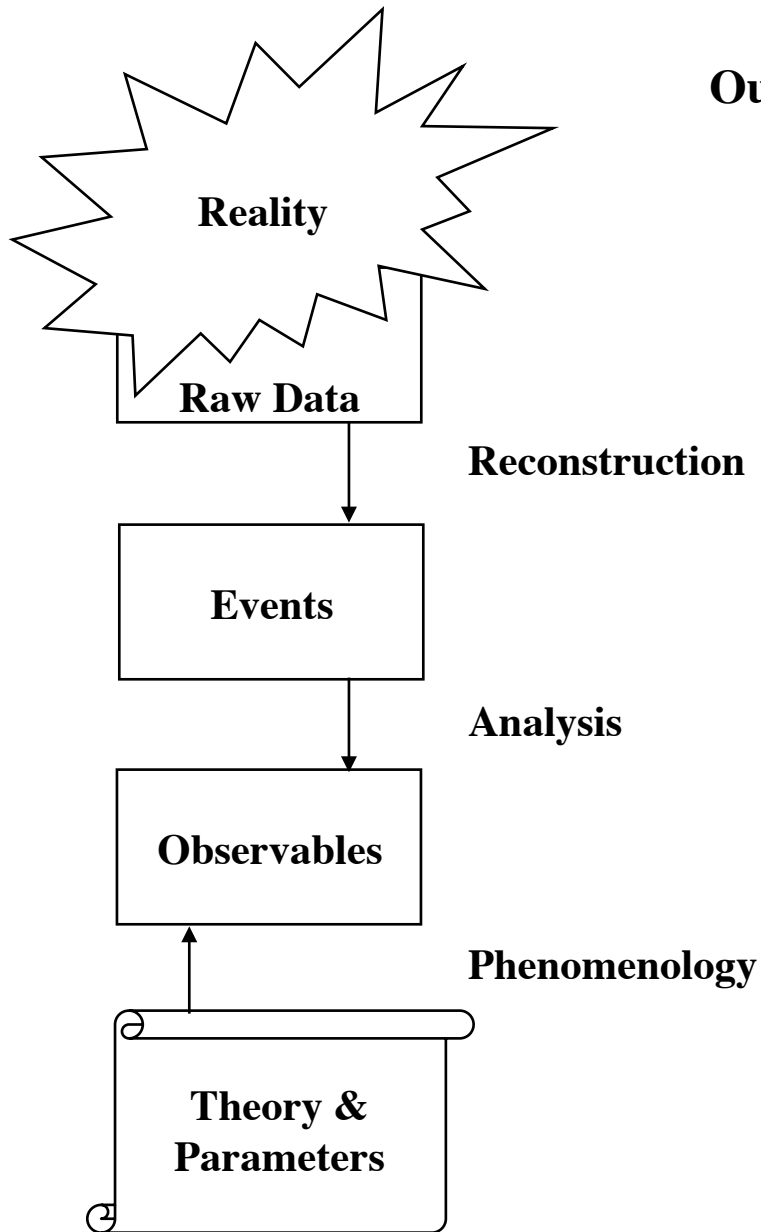 Ou
Reality
Raw Data
Reconstruction
Events
Analysis
Observables
Phenomenology
Theory &
Parameters